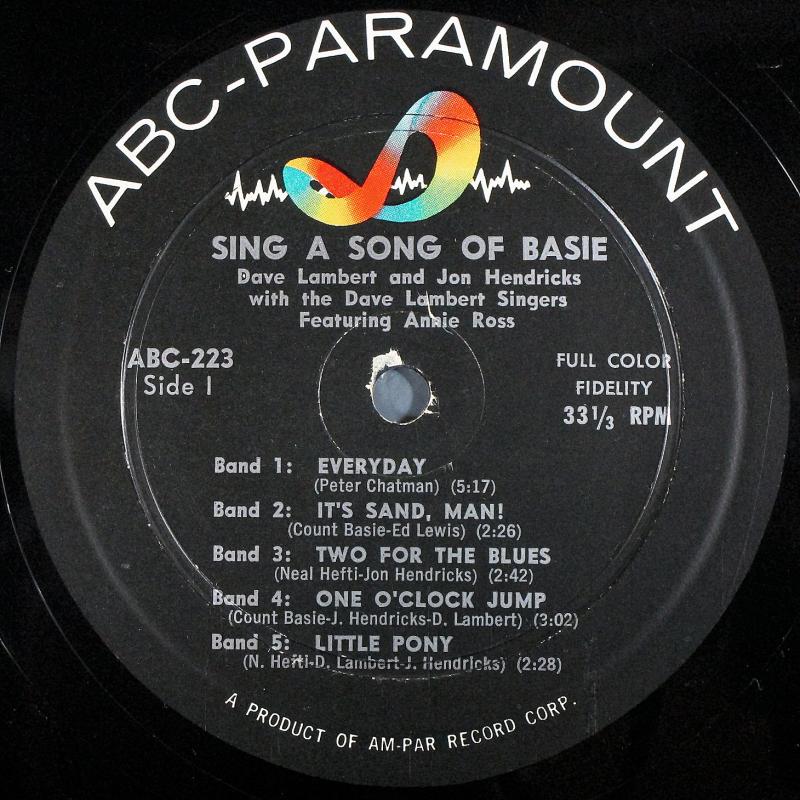 ABC-PARAMOUNT
SING A SONG OF BASIE
Dave Lambert and Jon Hendricks
with the Dave Lambert Singers
Featuring Annie Ross
ABC-223
Side 1
FULL COLOR
FIDELITY
33 1/3 RPM
Band 1: EVERYDAY
(Peter Chatman) (5:17)
Band 2: IT'S SAND, MAN!
(Count Basie-Ed Lewis) (2:26)
Band 3: TWO FOR THE BLUES
(Neal Hefti-Jon Hendricks) (2:42)
Band 4: ONE O'CLOCK JUMP
(Count Basie-J. Hendricks-D. Lambert) (3:02)
Band 5: LITTLE PONY
(N. Hefti-D. Lambert-J. Hendricks) (2:28)
A PRODUCT OF AM-PAR RECORD CORP.